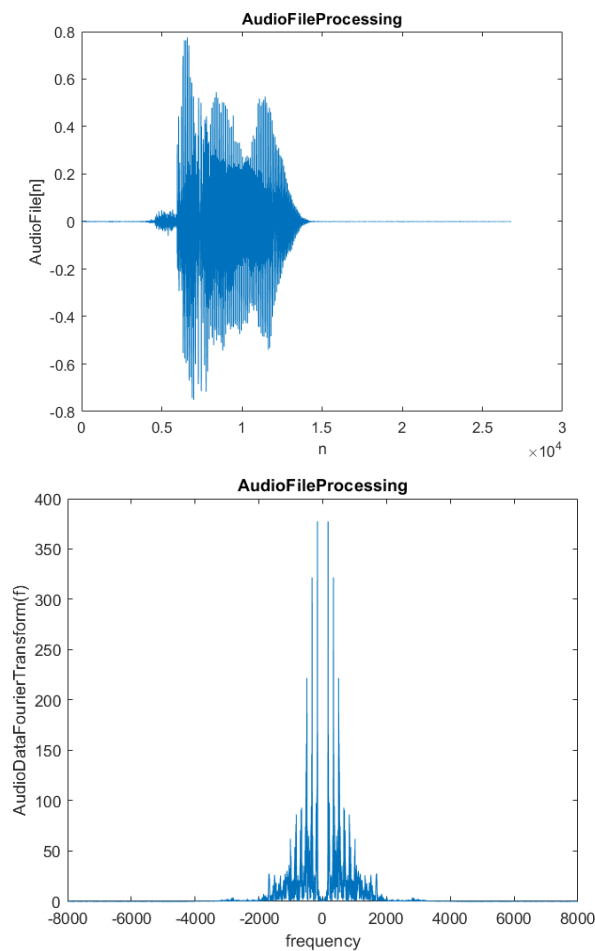 AudioFileProcessing
0.8
0.6
0.4
0.2
0
-0.2
-0.4
-0.6
-0.8
AudioFile[n]
0 0.5 1 1.5 2 2.5 3
n
×10^4
AudioFileProcessing
400
350
300
250
200
150
100
50
0
AudioDataFourierTransform(f)
-8000 -6000 -4000 -2000 0 2000 4000 6000 8000
frequency